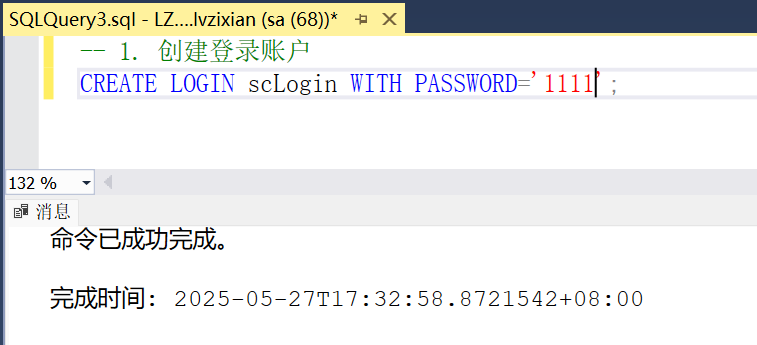 SQLQuery3.sql - LZ....lvzixian (sa (68))*
-- 1. 创建登录账户
CREATE LOGIN scLogin WITH PASSWORD='1111';
132 %
消息
命令已成功完成。
完成时间: 2025-05-27T17:32:58.8721542+08:00